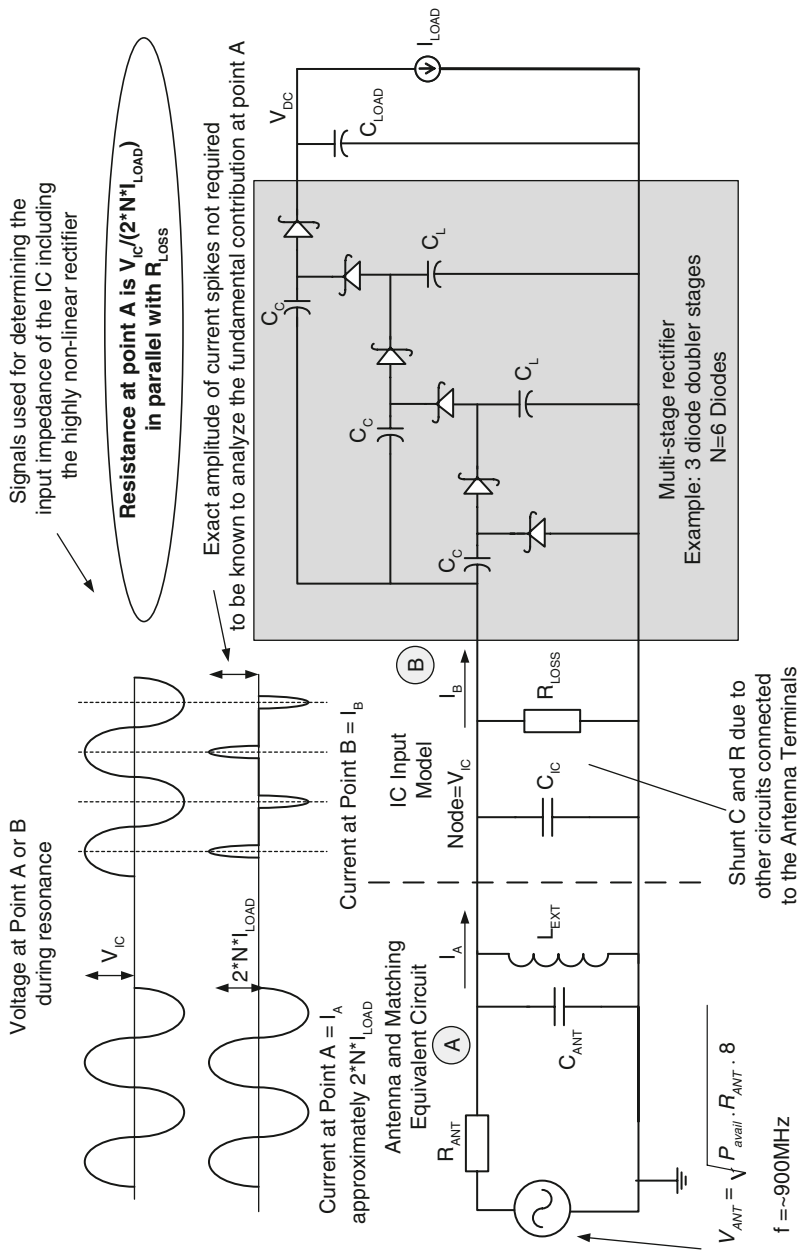 Voltage at Point A or B
during resonance
V_IC
2*N*I_LOAD
Current at Point A = I_A
approximately 2*N*I_LOAD
Current at Point B = I_B
Signals used for determining the
input impedance of the IC including
the highly non-linear rectifier
Resistance at point A is V_IC/(2*N*I_LOAD)
in parallel with R_LOSS
Exact amplitude of current spikes not required
to be known to analyze the fundamental contribution at point A
Antenna and Matching
Equivalent Circuit
A
I_A
R_ANT
C_ANT
L_EXT
V_ANT = √P_avail . R_ANT . 8
f =~900MHz
IC Input
Model
Node=V_IC
B
I_B
C_IC
R_LOSS
Shunt C and R due to
other circuits connected
to the Antenna Terminals
C_C
C_C
C_C
C_L
C_L
Multi-stage rectifier
Example: 3 diode doubler stages
N=6 Diodes
V_DC
C_LOAD
I_LOAD